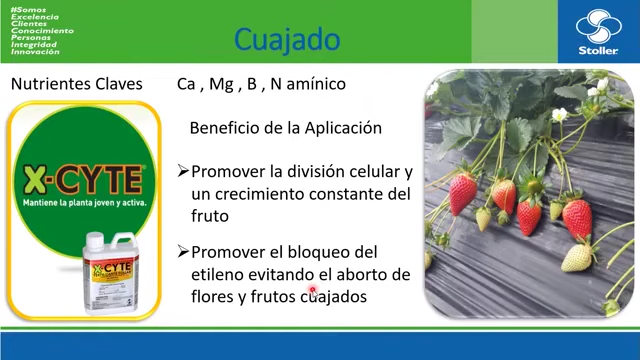 #Somos
Excelencia
Clientes
Conocimiento
Personas
Integridad
Innovación
Cuajado
Stoller
Nutrientes Claves
Ca , Mg , B , N amínico
Beneficio de la Aplicación
X-CYTE
Mantiene la planta joven y activa.
X-CYTE
➢Promover la división celular y
un crecimiento constante del
fruto
➢Promover el bloqueo del
etileno evitando el aborto de
flores y frutos cuajados